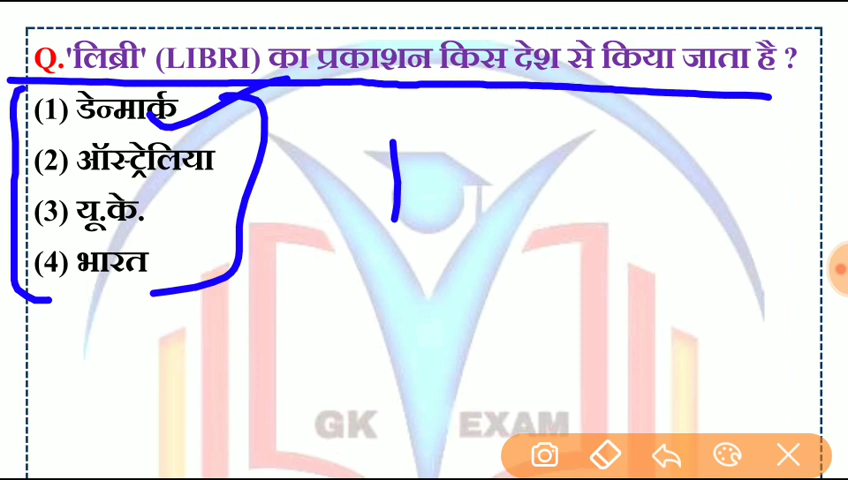 Q.'लिब्री' (LIBRI) का प्रकाशन किस देश से किया जाता है ?
(1) डेन्मार्क
(2) ऑस्ट्रेलिया
(3) यू.के.
(4) भारत
GK EXAM